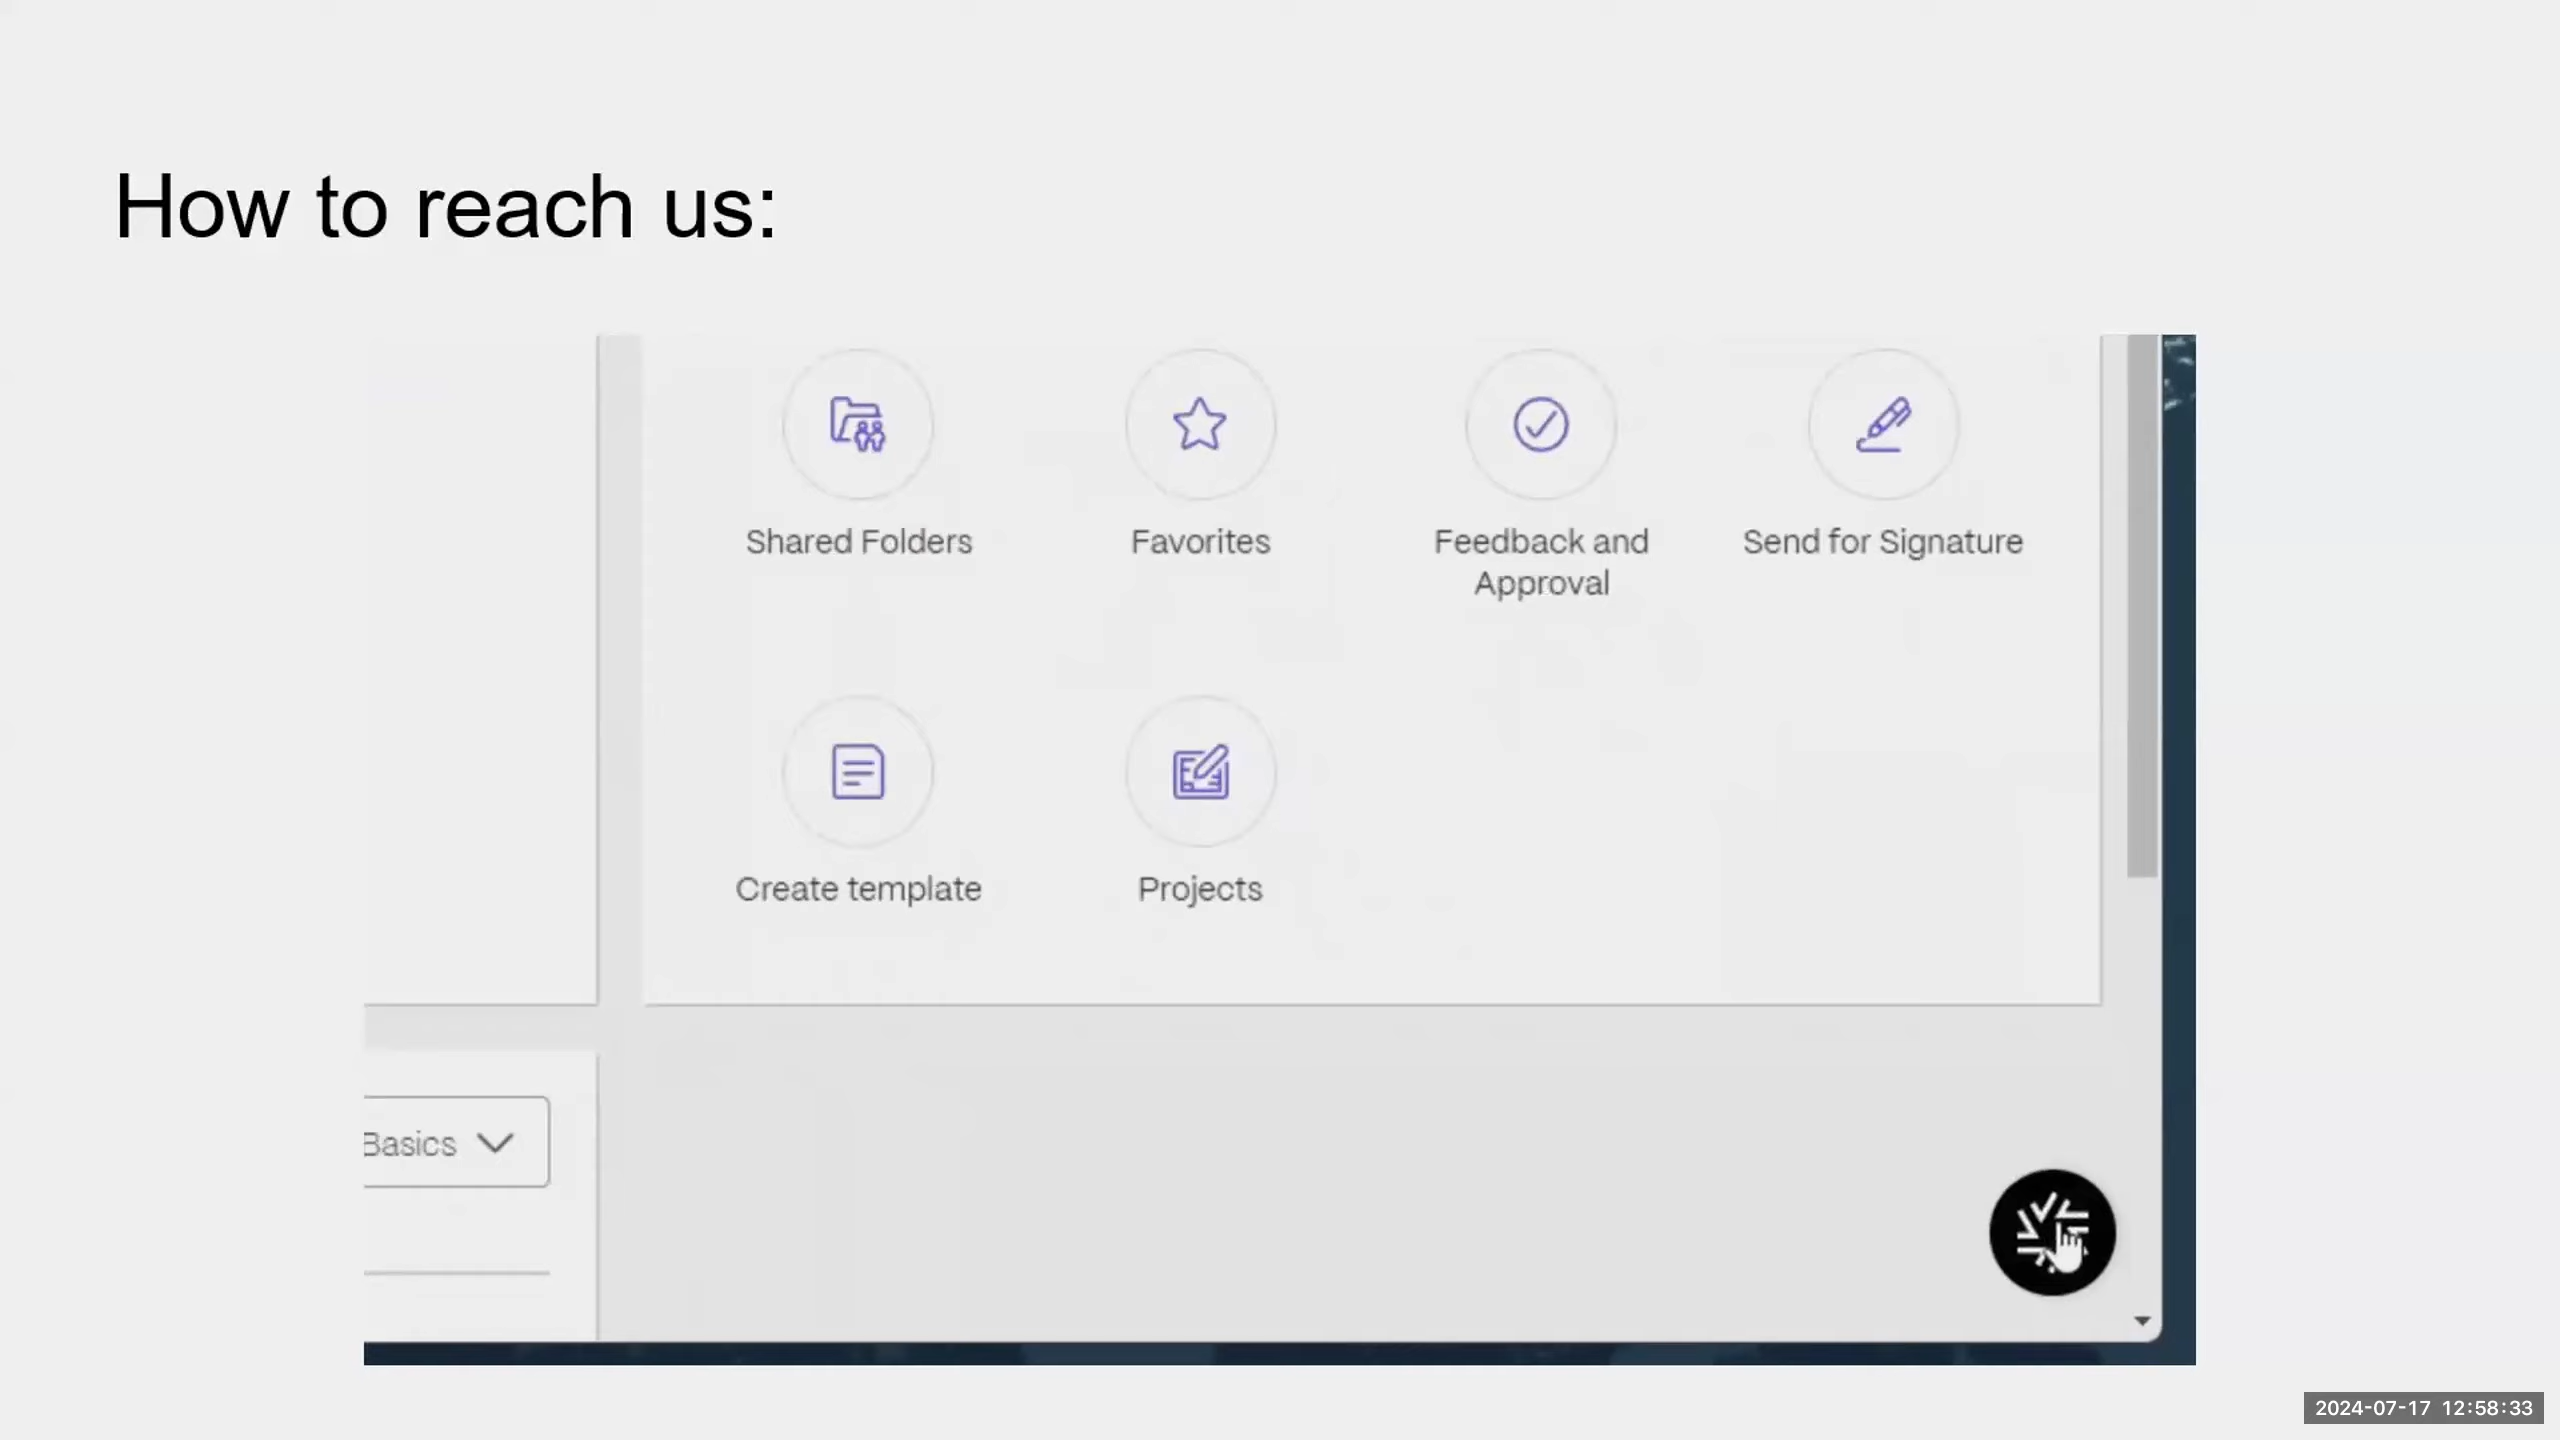 How to reach us:
Shared Folders
Favorites
Feedback and
Approval
Send for Signature
Create template
Projects
Basics
2024-07-17 12:58:33